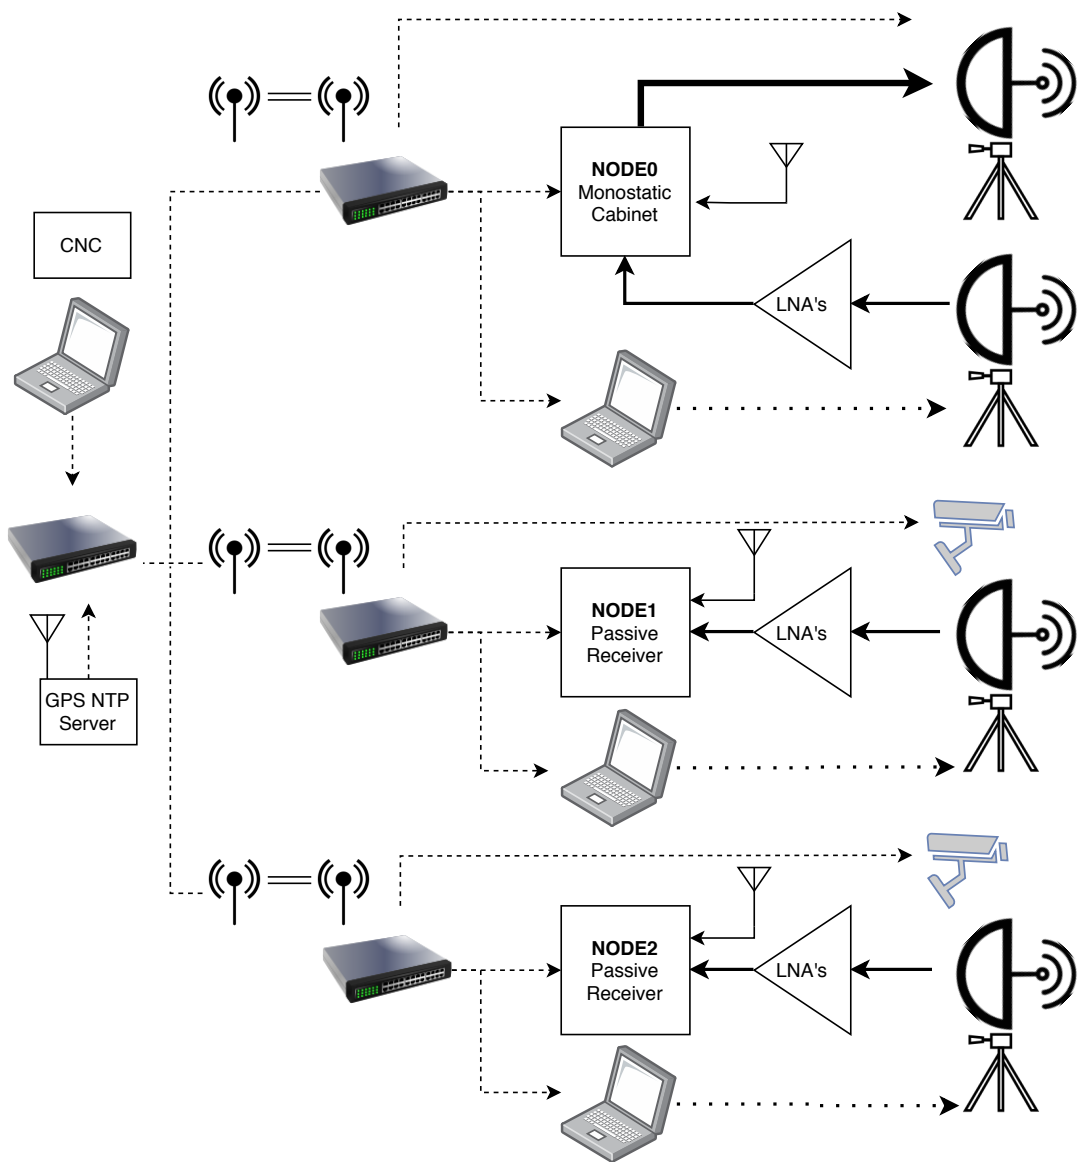 NODE0
Monostatic
Cabinet
CNC
LNA's
NODE1
Passive
Receiver
LNA's
GPS NTP
Server
NODE2
Passive
Receiver
LNA's